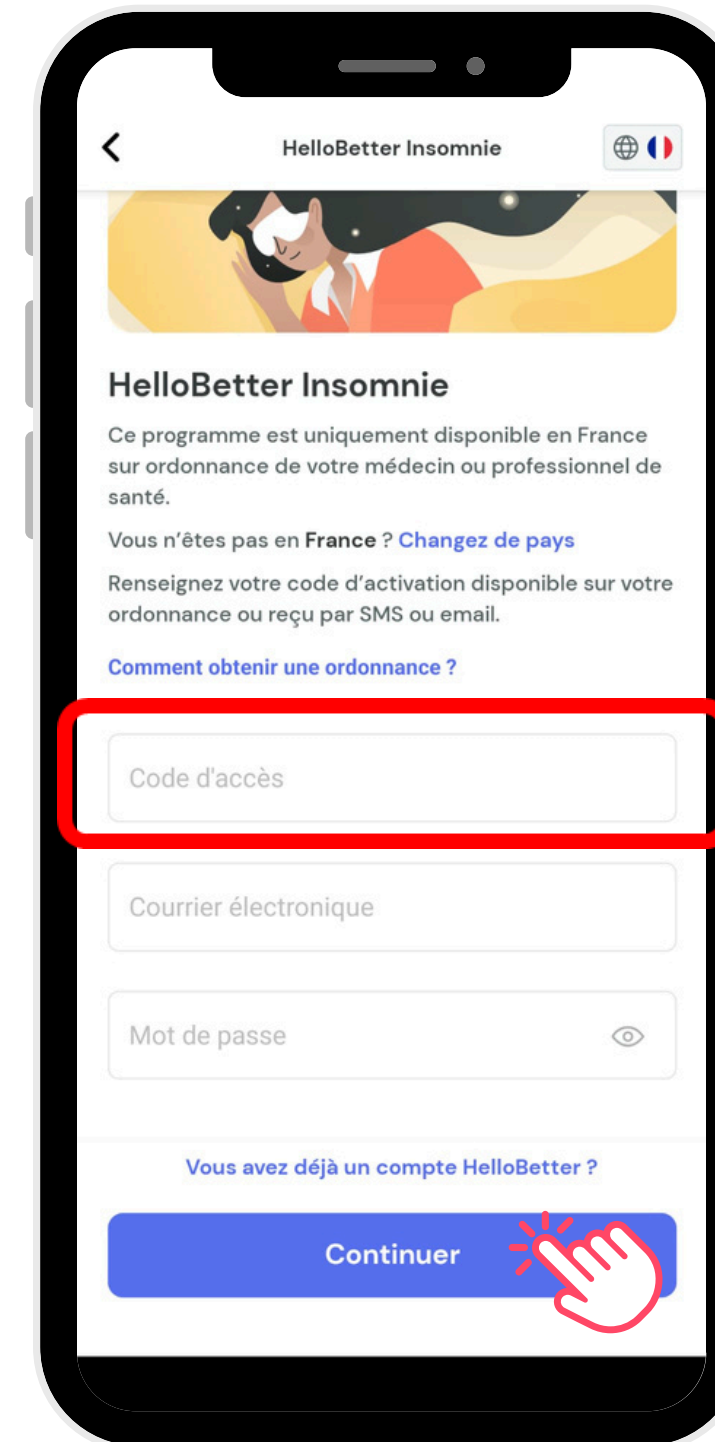 HelloBetter Insomnie
HelloBetter Insomnie
Ce programme est uniquement disponible en France
sur ordonnance de votre médecin ou professionnel de
santé.
Vous n’êtes pas en France ? Changez de pays
Renseignez votre code d’activation disponible sur votre
ordonnance ou reçu par SMS ou email.
Comment obtenir une ordonnance ?
Code d'accès
Courrier électronique
Mot de passe
Vous avez déjà un compte HelloBetter ?
Continuer